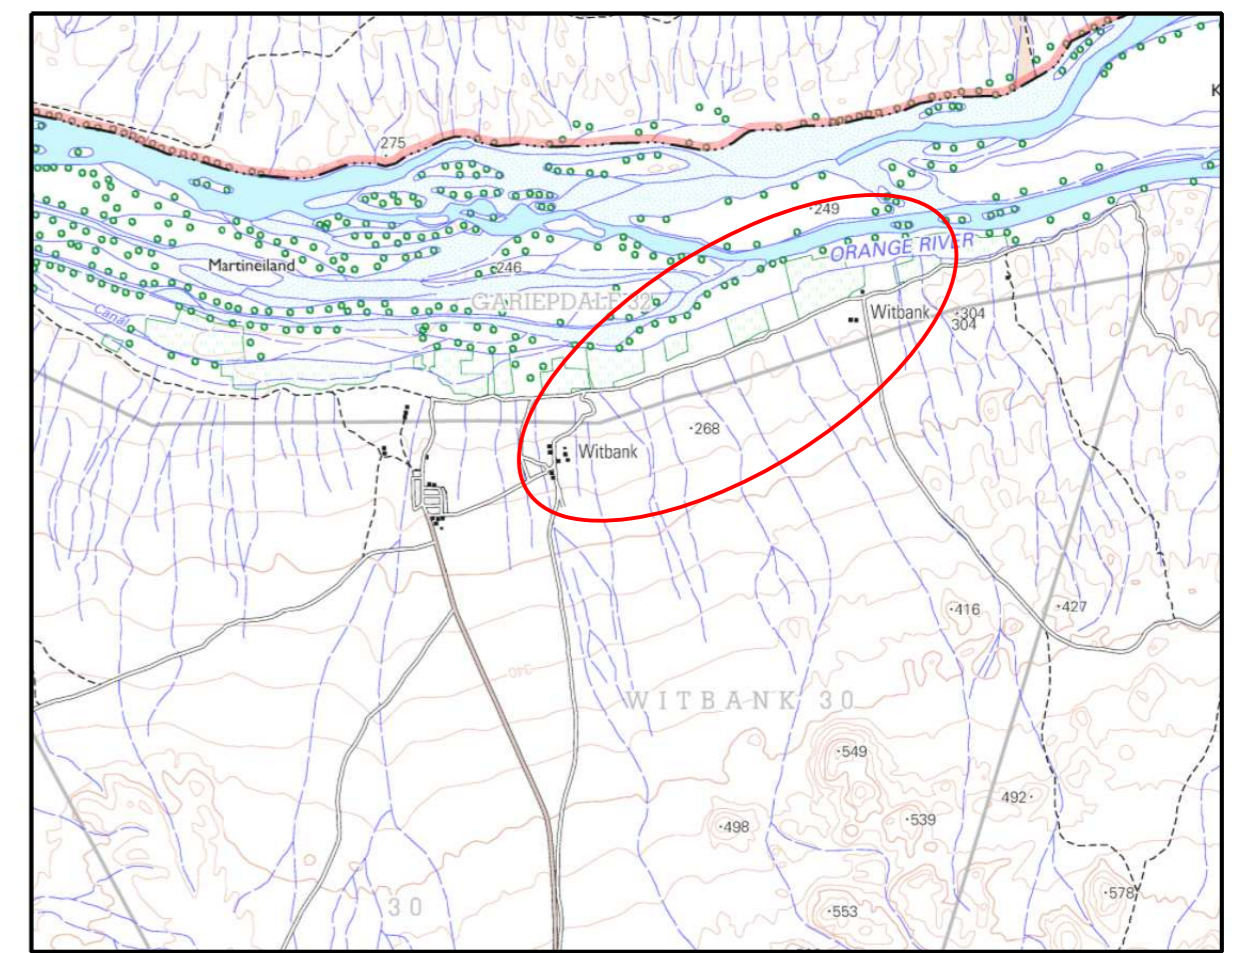 K
275
·249
ORANGE RIVER
Martineiland
·246
GARIEPDALE 32
Canal
Witbank
·304
304
·268
Witbank
·416
·427
340
WITBANK 30
·549
492·
·539
·498
·578
30
·553